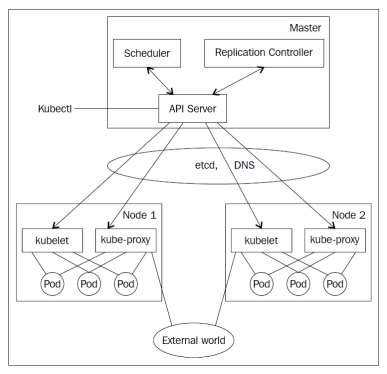 Master
Scheduler
Replication Controller
Kubectl
API Server
etcd, DNS
Node 1
kubelet
kube-proxy
Pod
Pod
Pod
Node 2
kubelet
kube-proxy
Pod
Pod
Pod
External world